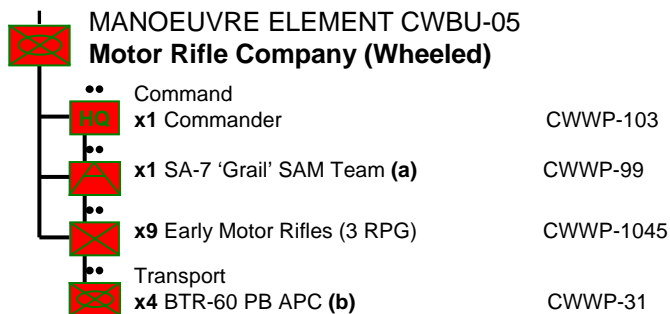 MANOEUVRE ELEMENT CWBU-05
Motor Rifle Company (Wheeled)
Command
HQ x1 Commander CWWP-103
x1 SA-7 ‘Grail’ SAM Team (a) CWWP-99
x9 Early Motor Rifles (3 RPG) CWWP-1045
Transport
x4 BTR-60 PB APC (b) CWWP-31